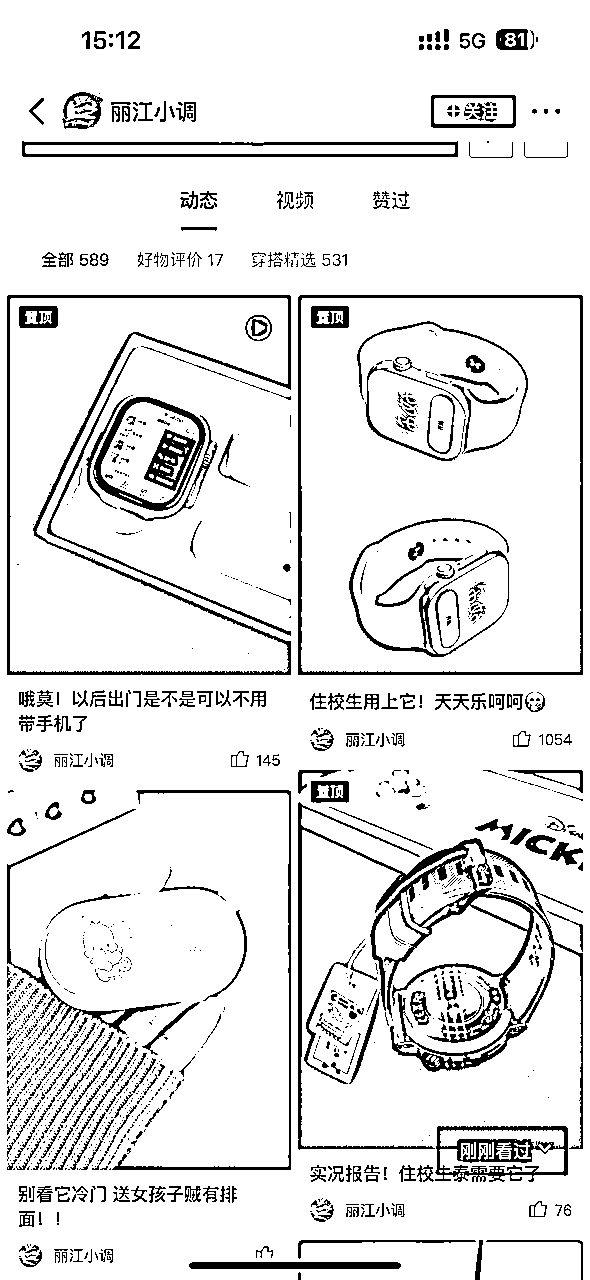 15:12
5G 81
丽江小调
关注
动态 视频 赞过
全部 589 好物评价 17 穿搭精选 531
置顶
哦莫！以后出门是不是可以不用
带手机了
丽江小调 145
置顶
住校生用上它！天天乐呵呵
丽江小调 1054
别看它冷门 送女孩子贼有排
面！！
丽江小调
置顶
MICK
刚刚看过
实况报告！住校生泰需要它了
丽江小调 76